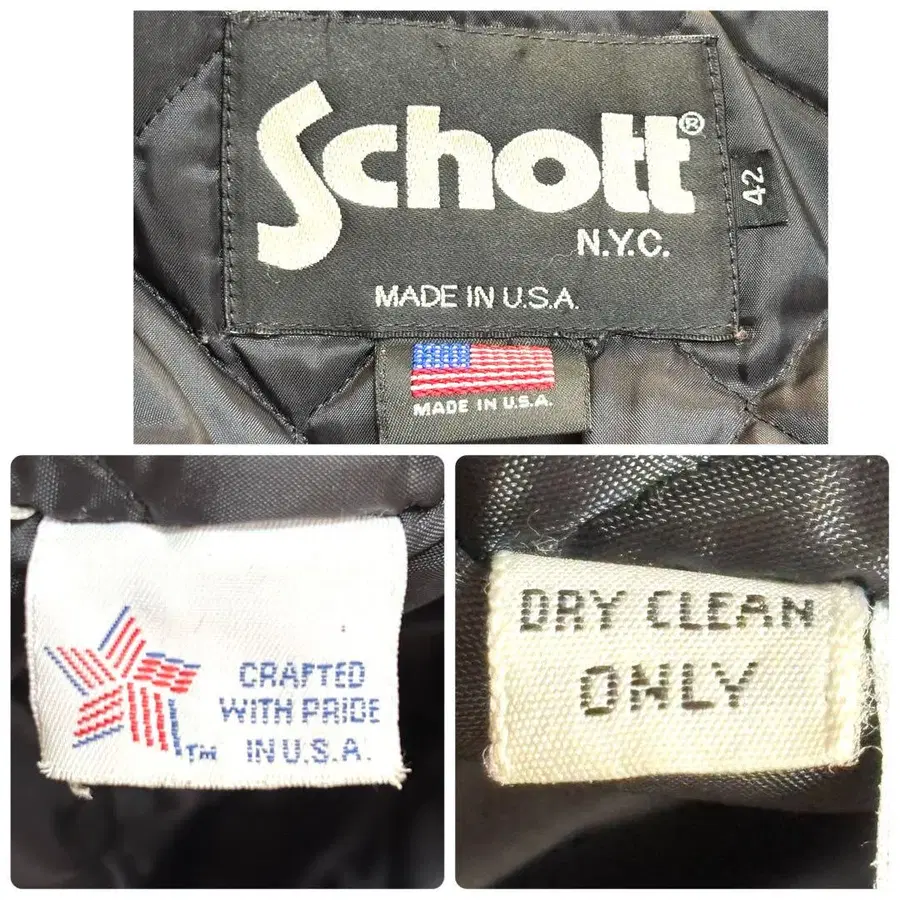 Schott®
N.Y.C.
MADE IN U.S.A.
42
MADE IN U.S.A.
CRAFTED
WITH PRIDE
IN U.S.A.
TM
DRY CLEAN
ONLY